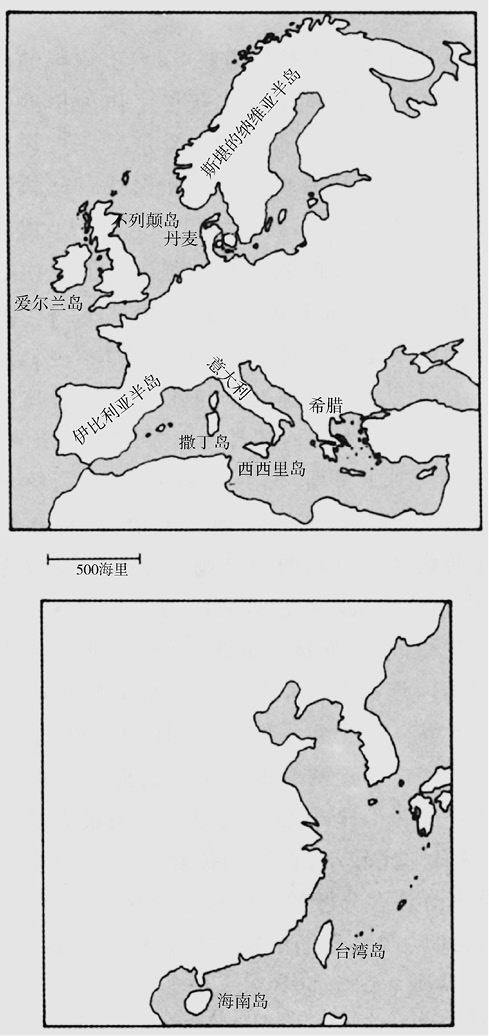 斯堪的纳维亚半岛
不列颠岛
丹麦
爱尔兰岛
伊比利亚半岛
意大利
希腊
撒丁岛
西西里岛
500海里
台湾岛
海南岛